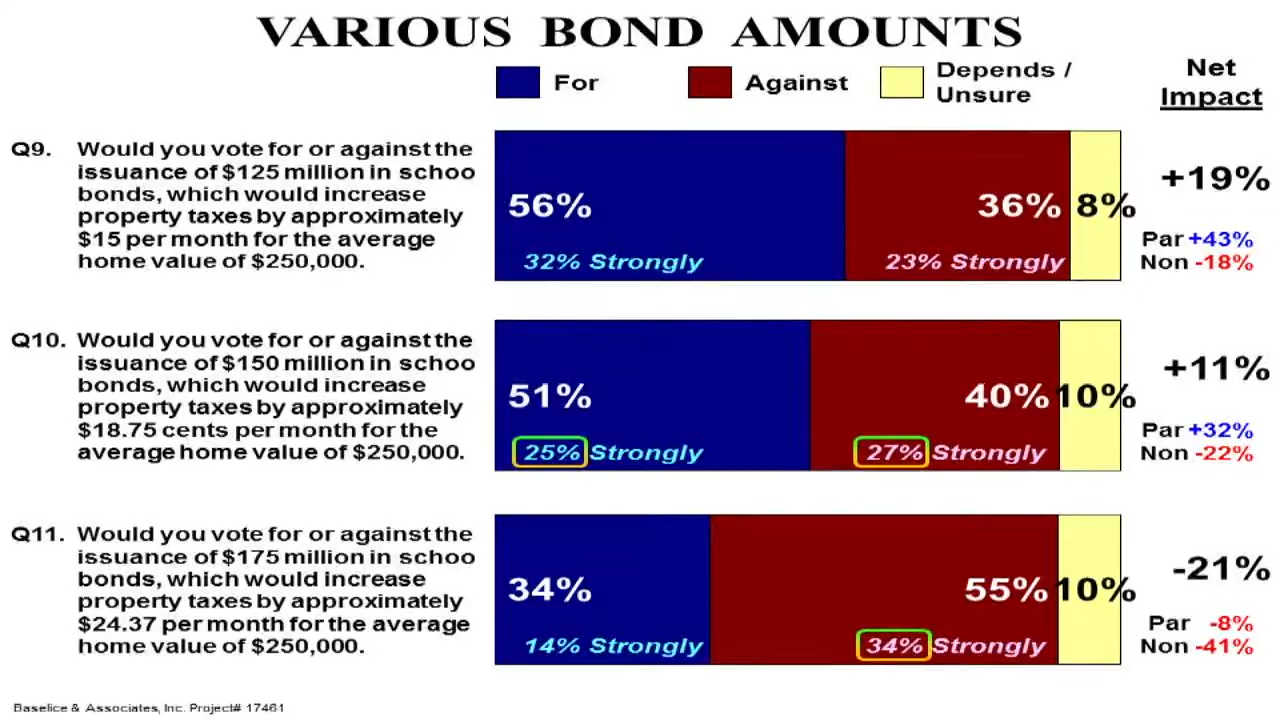 VARIOUS BOND AMOUNTS
For
Against
Depends /
Unsure
Net
Impact
Q9. Would you vote for or against the
issuance of $125 million in schoo
bonds, which would increase
property taxes by approximately
$15 per month for the average
home value of $250,000.
56%
36%
8%
32% Strongly
23% Strongly
+19%
Par +43%
Non -18%
Q10. Would you vote for or against the
issuance of $150 million in schoo
bonds, which would increase
property taxes by approximately
$18.75 cents per month for the
average home value of $250,000.
51%
40%
10%
25% Strongly
27% Strongly
+11%
Par +32%
Non -22%
Q11. Would you vote for or against the
issuance of $175 million in schoo
bonds, which would increase
property taxes by approximately
$24.37 per month for the average
home value of $250,000.
34%
55%
10%
14% Strongly
34% Strongly
-21%
Par -8%
Non -41%
Baselice & Associates, Inc. Project# 17461